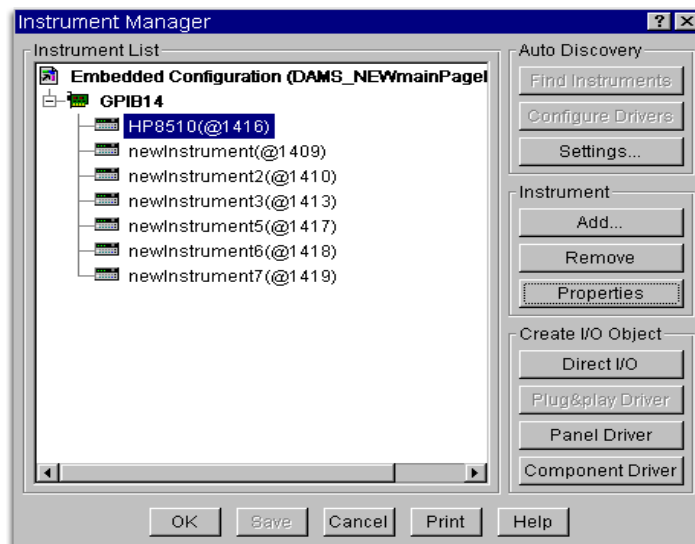 Instrument Manager
Instrument List
Embedded Configuration (DAMS_NEWmainPageI
GPIB14
HP8510(@1416)
newInstrument(@1409)
newInstrument2(@1410)
newInstrument3(@1413)
newInstrument5(@1417)
newInstrument6(@1418)
newInstrument7(@1419)
Auto Discovery
Find Instruments
Configure Drivers
Settings...
Instrument
Add...
Remove
Properties
Create I/O Object
Direct I/O
Plug&play Driver
Panel Driver
Component Driver
OK
Save
Cancel
Print
Help